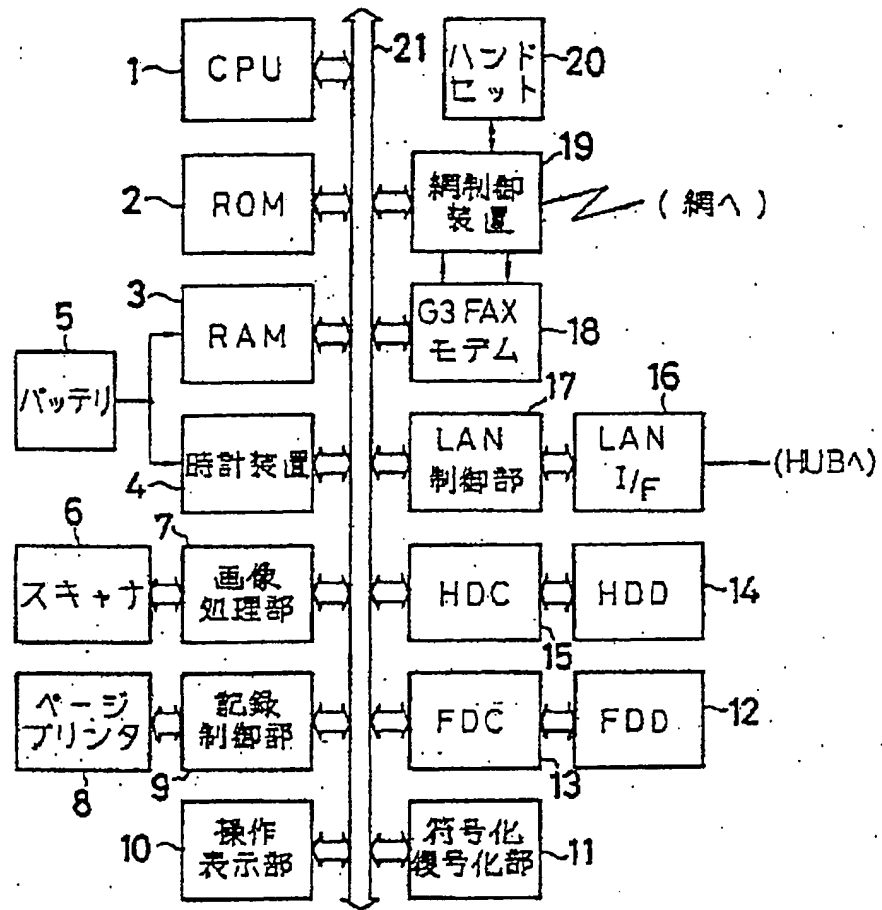 21
1
CPU
ハンド
セット
20
2
ROM
網制御
装置
19
(網へ)
3
RAM
G3 FAX
モデム
18
5
バッテリ
4
時計装置
17
LAN
制御部
16
LAN
I/F
(HUBへ)
6
スキャナ
7
画像
処理部
HDC
15
HDD
14
ページ
プリンタ
8
記録
制御部
9
FDC
13
FDD
12
10
操作
表示部
符号化
復号化部
11